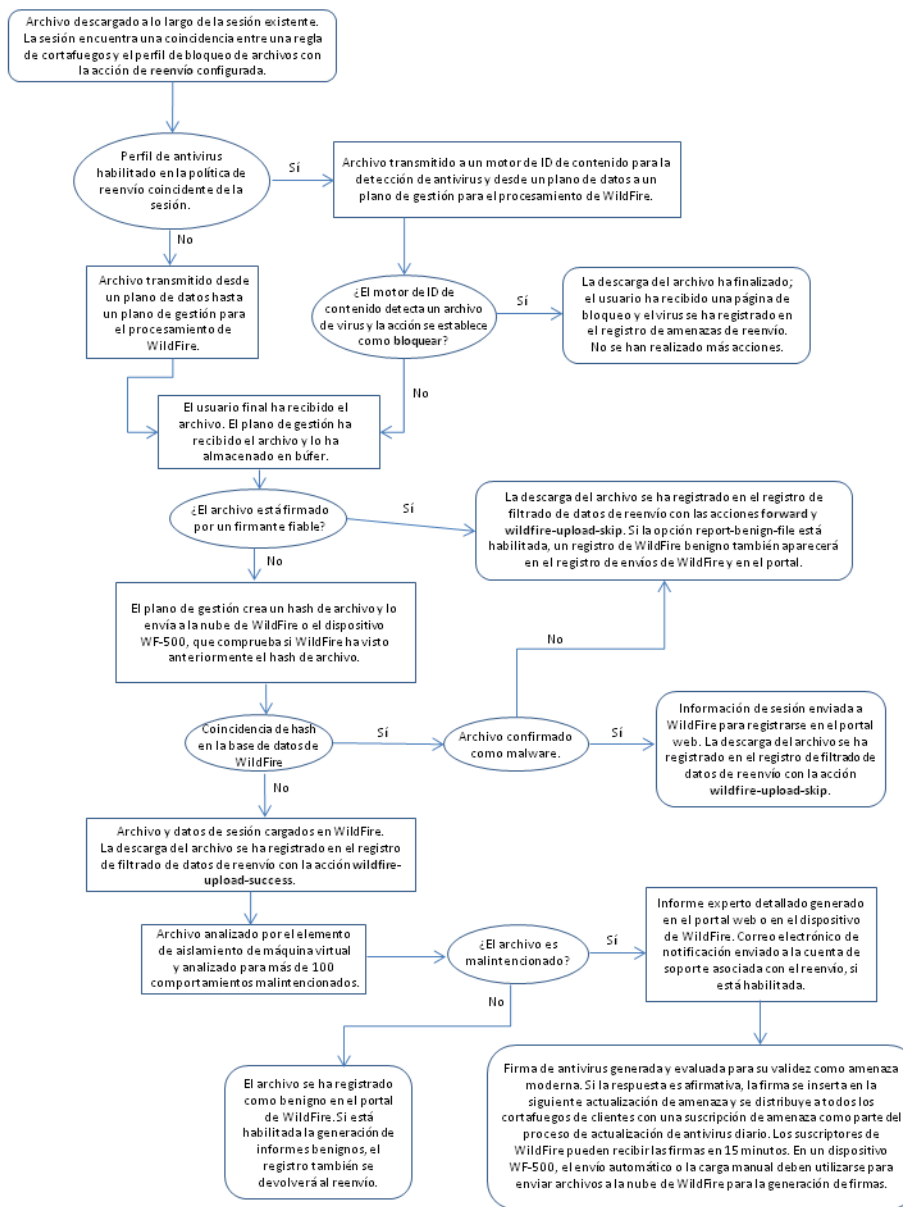 Archivo descargado a lo largo de la sesión existente.
La sesión encuentra una coincidencia entre una regla
de cortafuegos y el perfil de bloqueo de archivos con
la acción de reenvío configurada.
Perfil de antivirus
habilitado en la política de
reenvío coincidente de la
sesión.
Sí
Archivo transmitido a un motor de ID de contenido para la
detección de antivirus y desde un plano de datos a un
plano de gestión para el procesamiento de WildFire.
No
Archivo transmitido desde
un plano de datos hasta
un plano de gestión para
el procesamiento de
WildFire.
¿El motor de ID de
contenido detecta un archivo
de virus y la acción se establece
como bloquear?
Sí
La descarga del archivo ha finalizado;
el usuario ha recibido una página de
bloqueo y el virus se ha registrado en
el registro de amenazas de reenvío.
No se han realizado más acciones.
No
El usuario final ha recibido el
archivo. El plano de gestión ha
recibido el archivo y lo ha
almacenado en búfer.
¿El archivo está firmado
por un firmante fiable?
Sí
La descarga del archivo se ha registrado en el registro de
filtrado de datos de reenvío con las acciones forward y
wildfire-upload-skip. Si la opción report-benign-file está
habilitada, un registro de WildFire benigno también aparecerá
en el registro de envíos de WildFire y en el portal.
No
El plano de gestión crea un hash de archivo y lo
envía a la nube de WildFire o el dispositivo
WF-500, que comprueba si WildFire ha visto
anteriormente el hash de archivo.
No
Coincidencia de hash
en la base de datos de
WildFire
Sí
Archivo confirmado
como malware.
Sí
Información de sesión enviada a
WildFire para registrarse en el portal
web. La descarga del archivo se ha
registrado en el registro de filtrado de
datos de reenvío con la acción
wildfire-upload-skip.
No
Archivo y datos de sesión cargados en WildFire.
La descarga del archivo se ha registrado en el registro
de filtrado de datos de reenvío con la acción wildfire-
upload-success.
Archivo analizado por el elemento
de aislamiento de máquina virtual
y analizado para más de 100
comportamientos malintencionados.
¿El archivo es
malintencionado?
Sí
Informe experto detallado generado
en el portal web o en el dispositivo
de WildFire. Correo electrónico de
notificación enviado a la cuenta de
soporte asociada con el reenvío, si
está habilitada.
No
El archivo se ha registrado
como benigno en el portal
de WildFire. Si está
habilitada la generación de
informes benignos, el
registro también se
devolverá al reenvío.
Firma de antivirus generada y evaluada para su validez como amenaza
moderna. Si la respuesta es afirmativa, la firma se inserta en la
siguiente actualización de amenaza y se distribuye a todos los
cortafuegos de clientes con una suscripción de amenaza como parte del
proceso de actualización de antivirus diario. Los suscriptores de
WildFire pueden recibir las firmas en 15 minutos. En un dispositivo
WF-500, el envío automático o la carga manual deben utilizarse para
enviar archivos a la nube de WildFire para la generación de firmas.